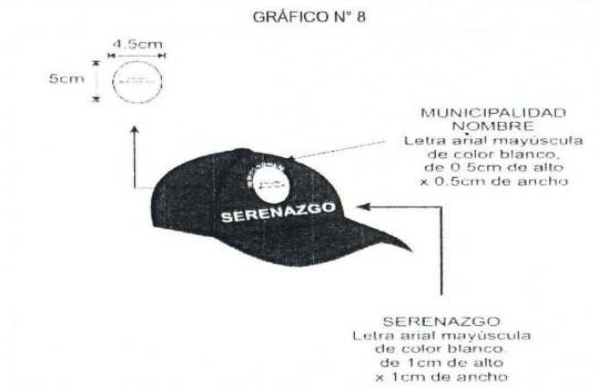 GRÁFICO N° 8
4.5cm
5cm
MUNICIPALIDAD
NOMBRE
Letra arial mayúscula
de color blanco,
de 0.5cm de alto
x 0.5cm de ancho
SERENAZGO
SERENAZGO
Letra arial mayúscula
de color blanco.
de 1cm de alto
x 1cm de ancho